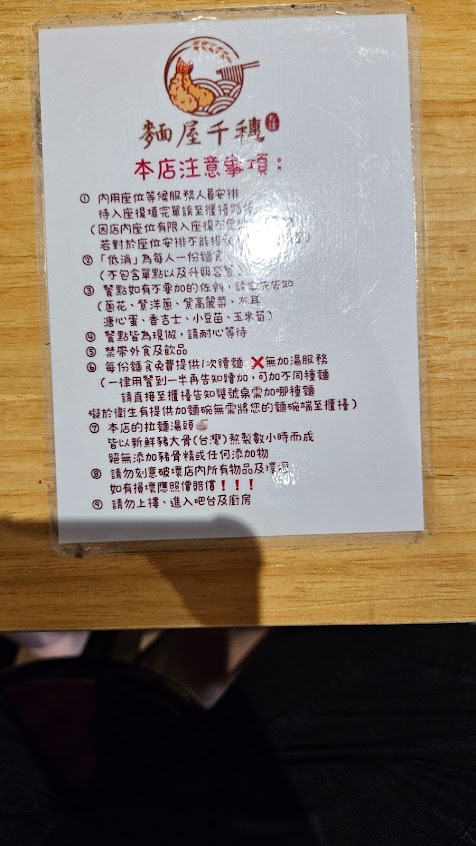 麵屋千穗
本店注意事項：
① 內用座位等候服務人員安排
待入座後填完單請至櫃檯
(因店內座位有限入座後不
若對於座位安排不能接
②「低消」為每人一份麵食
(不包含單點以及升級套餐
③ 餐點如有不要加的佐料，請事先告知
(蔥花、紫洋蔥、紫高麗菜、木耳
溏心蛋、香吉士、小豆苗、玉米筍)
④ 餐點皆為現做，請耐心等待
⑤ 禁帶外食及飲品
⑥ 每份麵食免費提供1次續麵 ❌無加湯服務
(一律用餐到一半再告知續加，可加不同種麵
請直接至櫃檯告知幾號桌需加哪種麵
礙於衛生有提供加麵碗無需將您的麵碗端至櫃檯)
⑦ 本店的拉麵湯頭🍜
皆以新鮮豬大骨(台灣)熬製數小時而成
絕無添加豬骨精或任何添加物
⑧ 請勿刻意破壞店內所有物品及環境
如有損壞應照價賠償❗❗❗
⑨ 請勿上樓、進入吧台及廚房